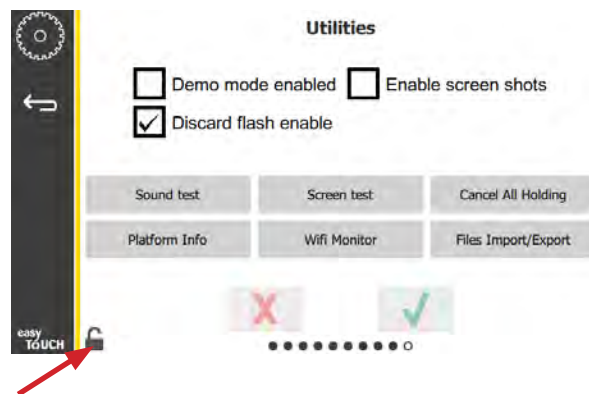 Utilities
Demo mode enabled Enable screen shots
Discard flash enable
Sound test Screen test Cancel All Holding
Platform Info Wifi Monitor Files Import/Export
easy
TOUCH